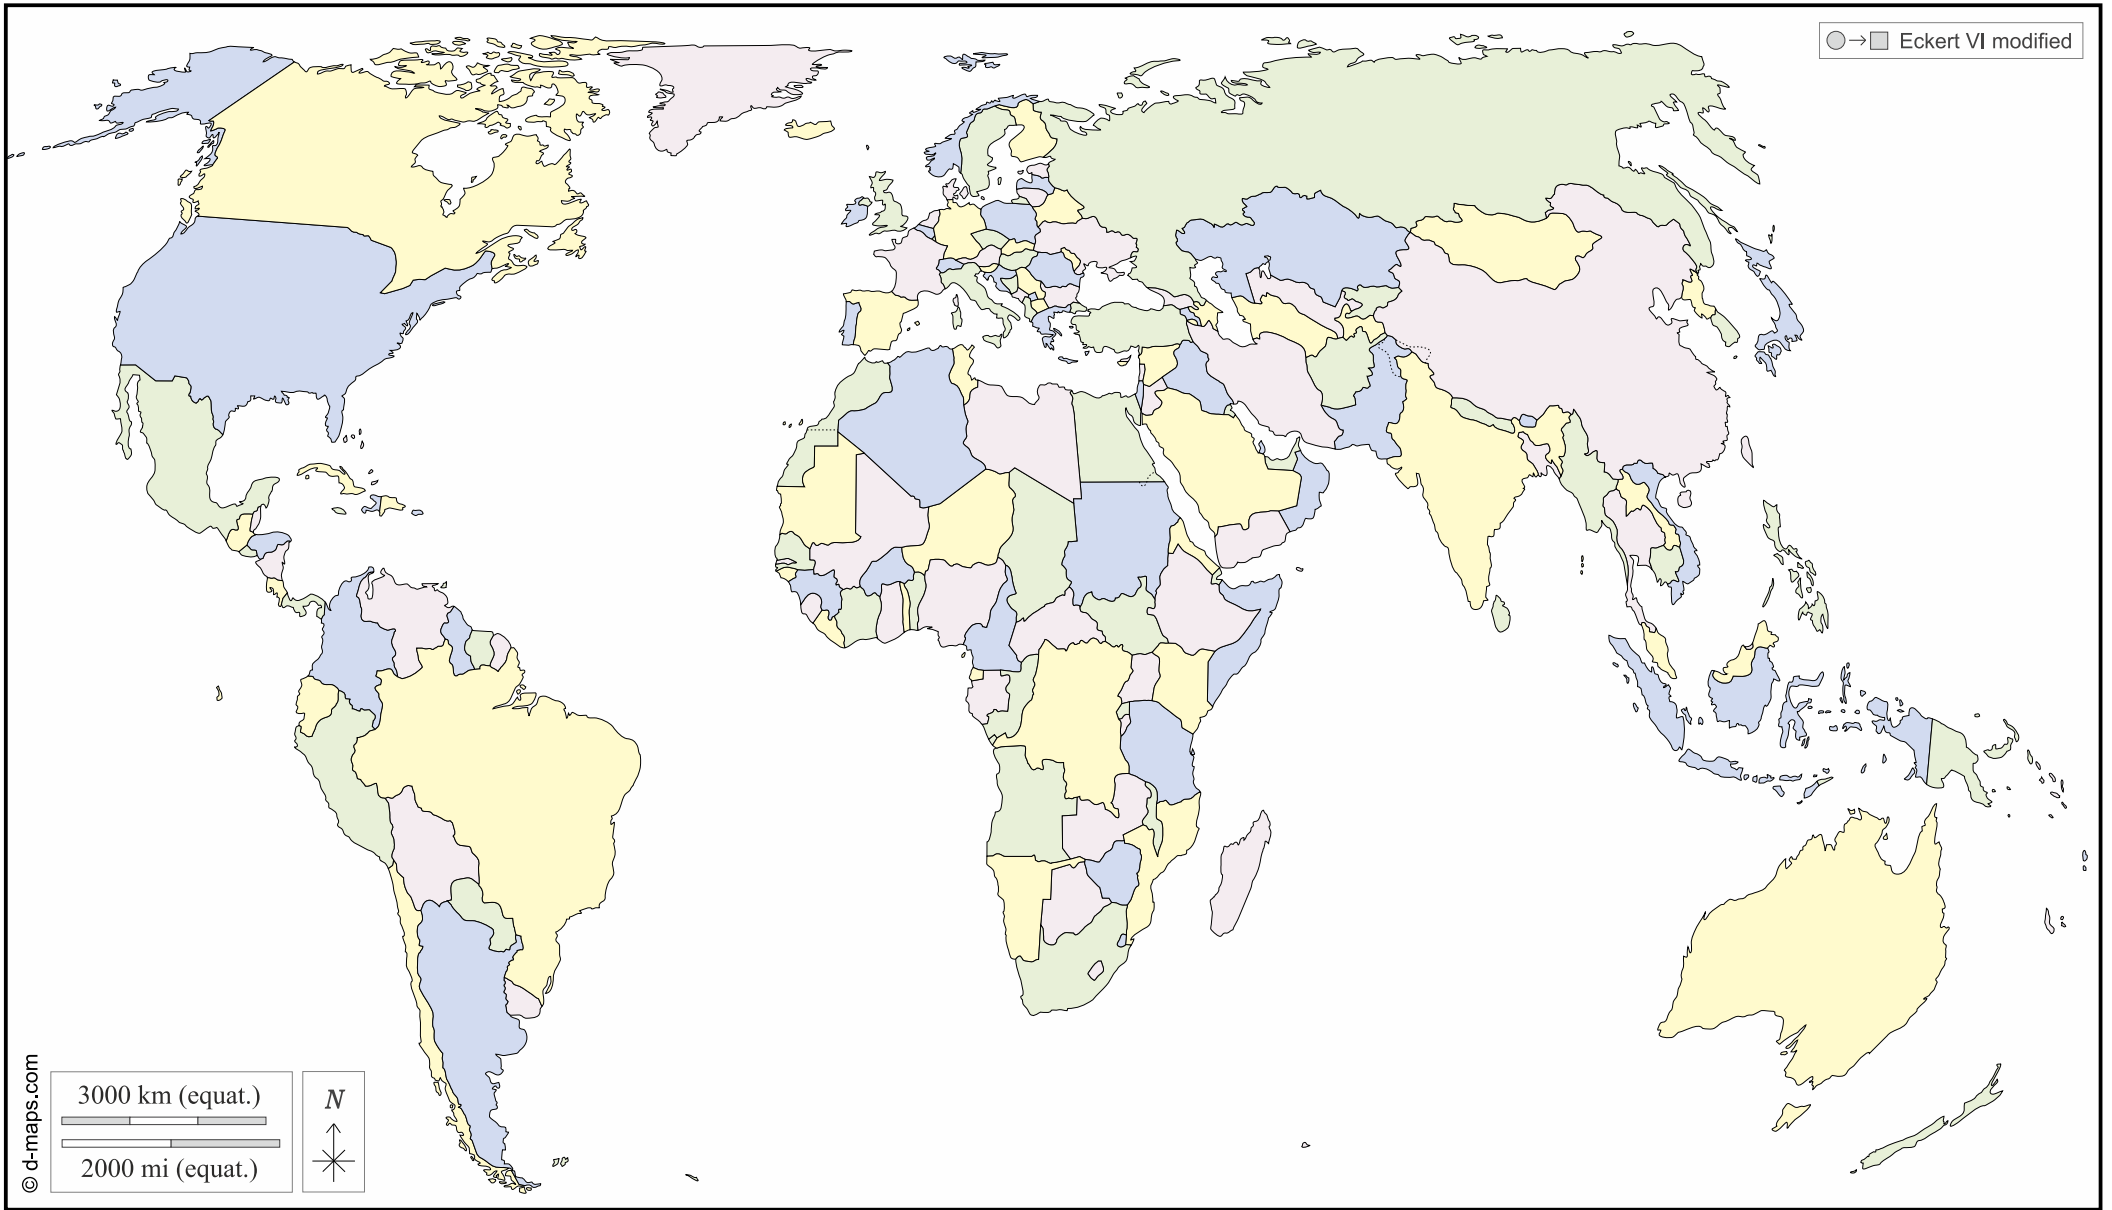 Eckert VI modified
© d-maps.com
3000 km (equat.)
2000 mi (equat.)
N